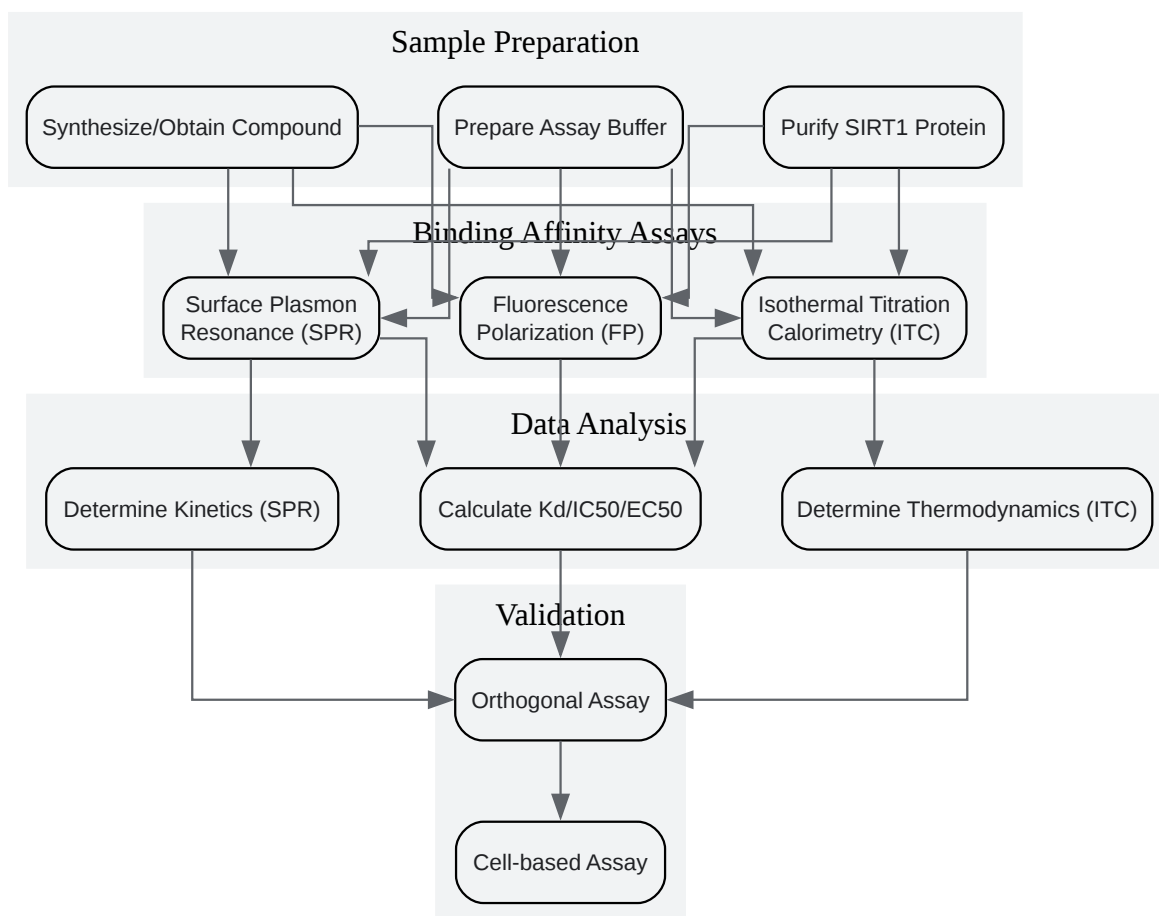 Sample Preparation
Synthesize/Obtain Compound
Prepare Assay Buffer
Purify SIRT1 Protein
Binding Affinity Assays
Surface Plasmon
Resonance (SPR)
Fluorescence
Polarization (FP)
Isothermal Titration
Calorimetry (ITC)
Data Analysis
Determine Kinetics (SPR)
Calculate Kd/IC50/EC50
Determine Thermodynamics (ITC)
Validation
Orthogonal Assay
Cell-based Assay